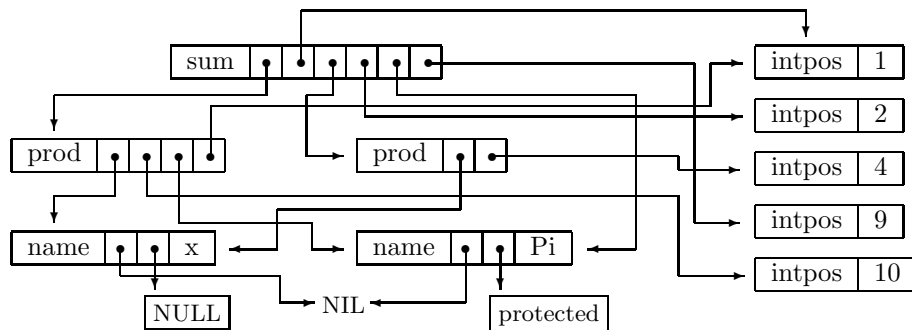 sum intpos 1
intpos 2
prod prod intpos 4
name x name Pi intpos 9
intpos 10
NULL NIL protected